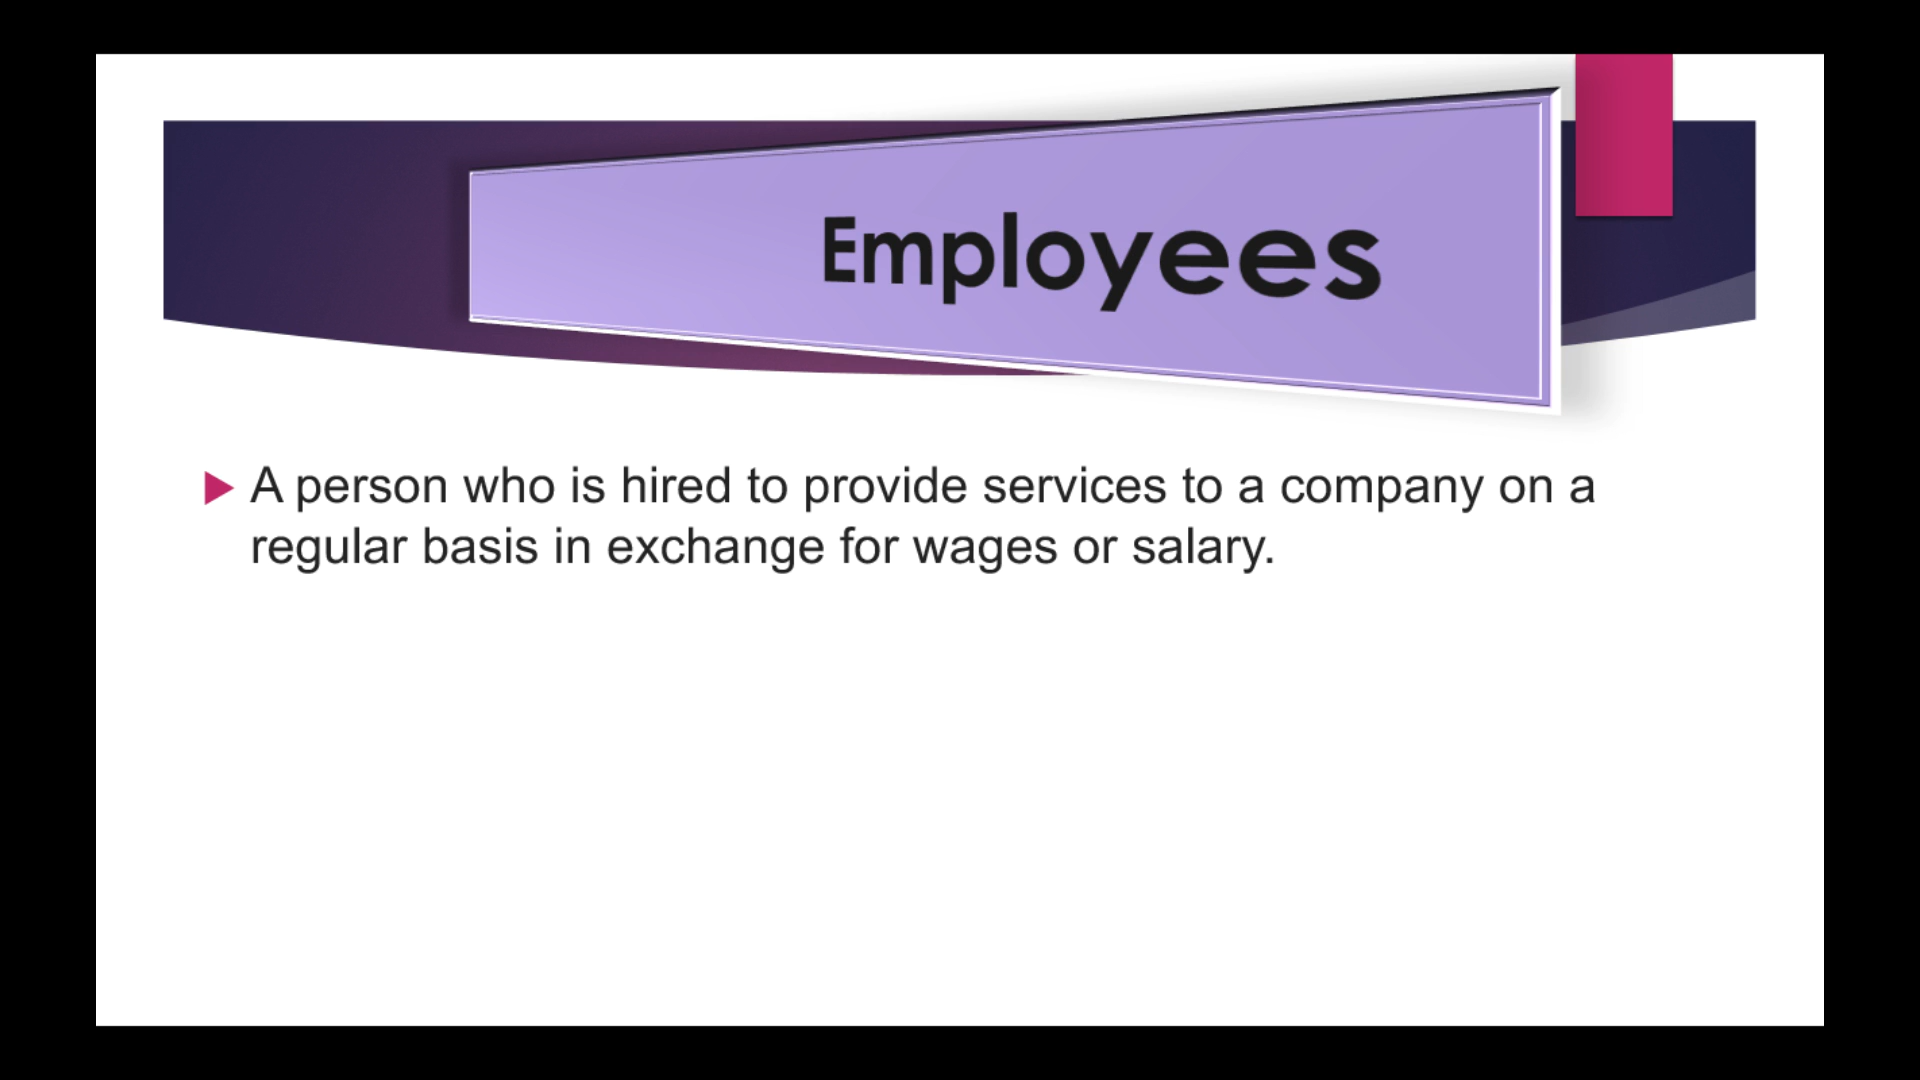 Employees
A person who is hired to provide services to a company on a
regular basis in exchange for wages or salary.